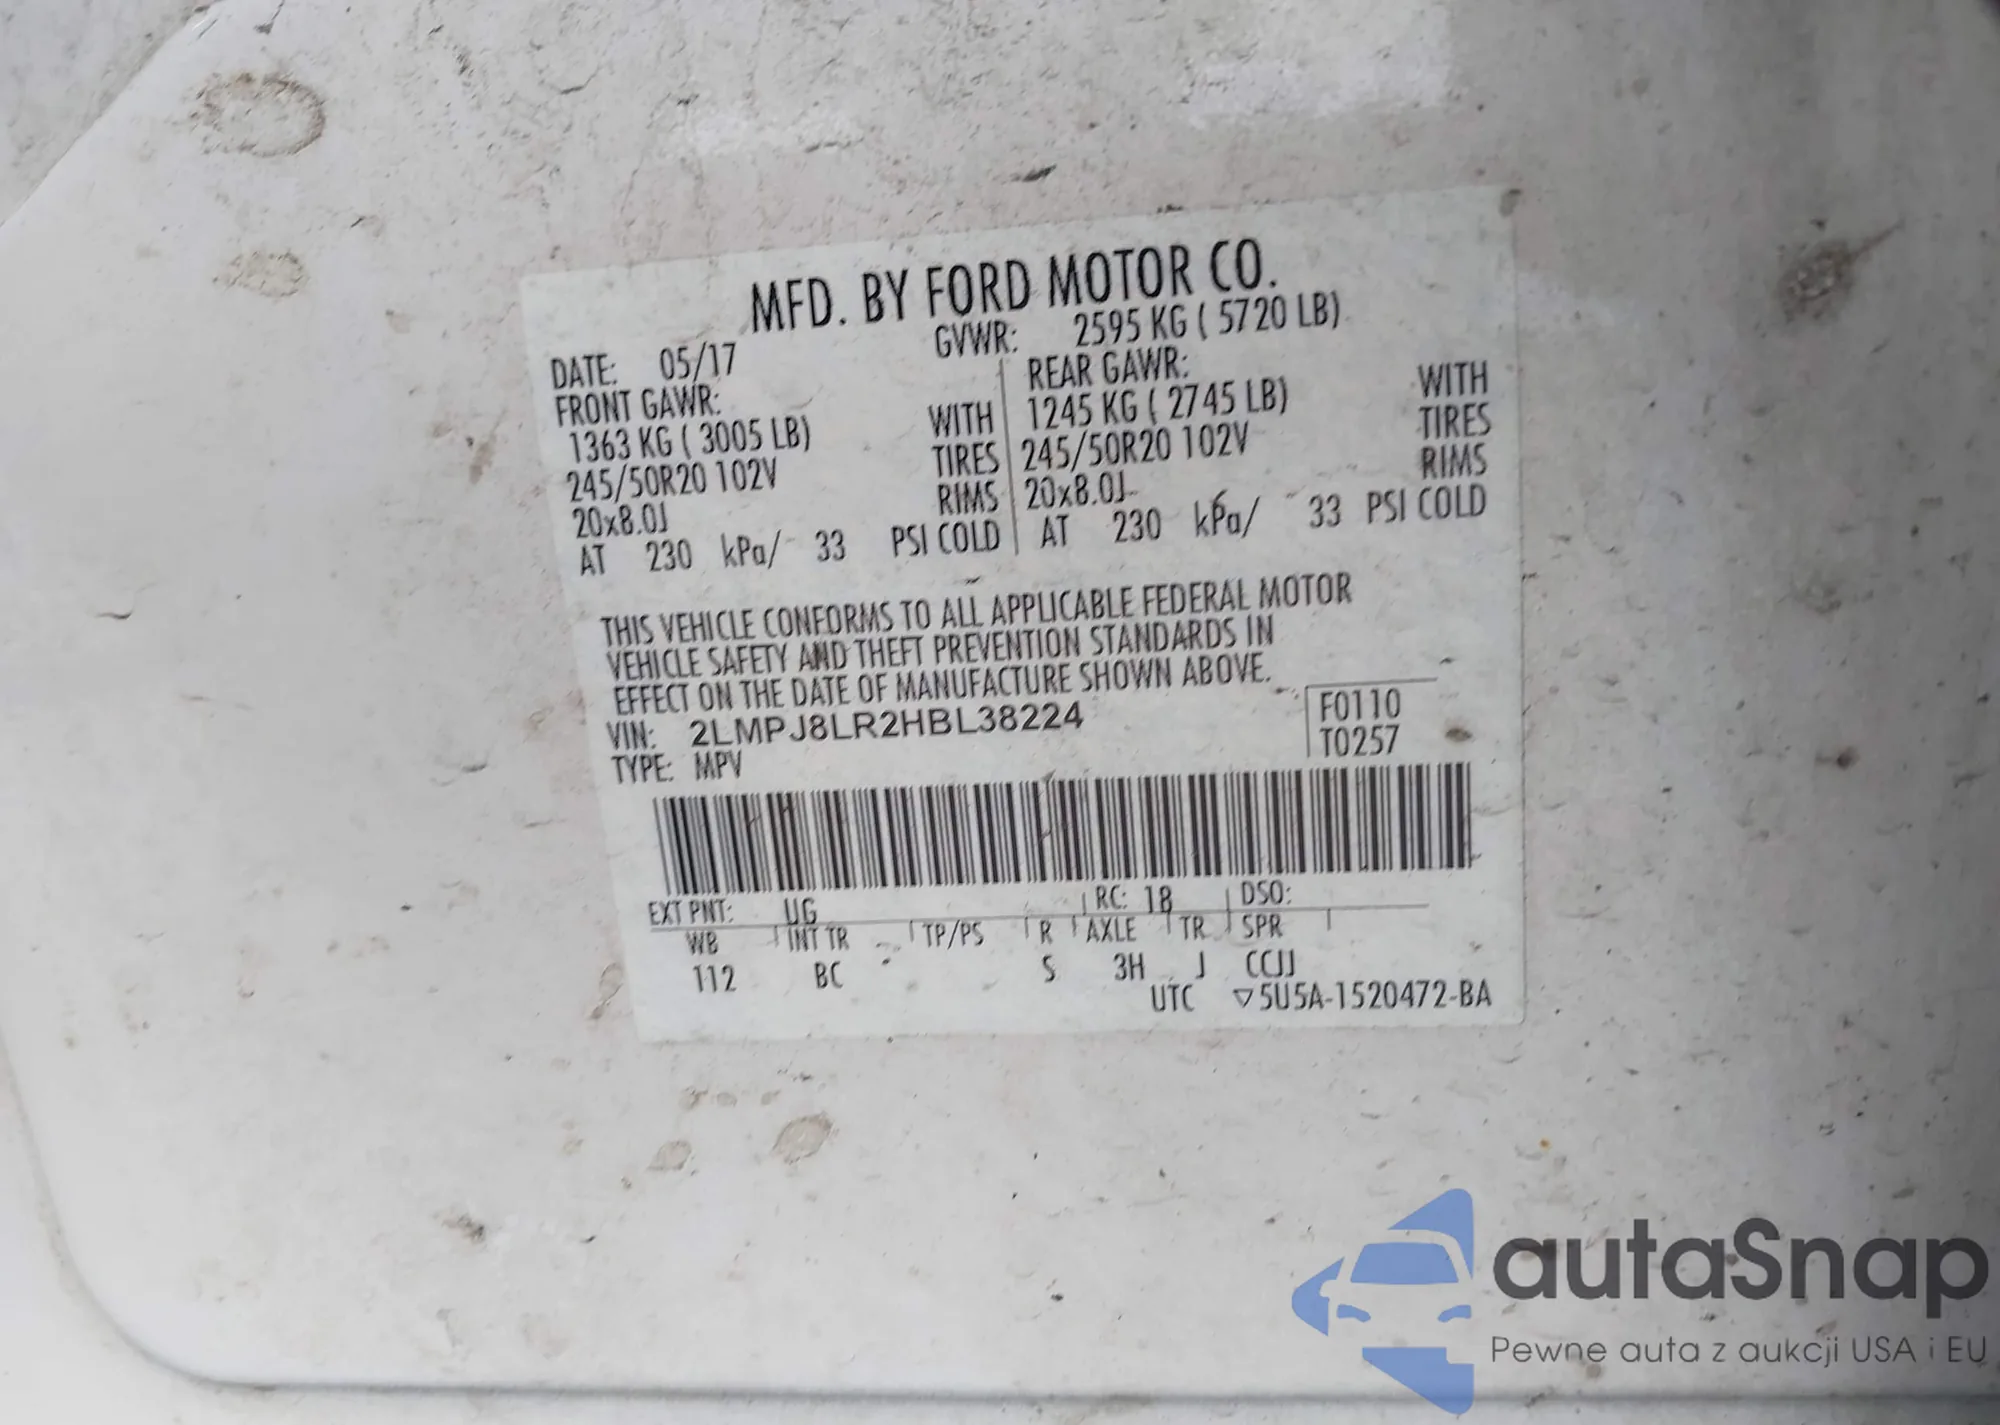 MFD. BY FORD MOTOR CO.
DATE: 05/17 GVWR: 2595 KG ( 5720 LB)
FRONT GAWR: REAR GAWR:
1363 KG ( 3005 LB) WITH 1245 KG ( 2745 LB) WITH
245/50R20 102V TIRES 245/50R20 102V TIRES
20x8.0J RIMS 20x8.0J RIMS
AT 230 kPa/ 33 PSI COLD AT 230 kPa/ 33 PSI COLD
THIS VEHICLE CONFORMS TO ALL APPLICABLE FEDERAL MOTOR
VEHICLE SAFETY AND THEFT PREVENTION STANDARDS IN
EFFECT ON THE DATE OF MANUFACTURE SHOWN ABOVE.
VIN: 2LMPJ8LR2HBL38224 F0110
TYPE: MPV T0257
EXT PNT: UG RC: 18 DSO:
WB INT TR TP/PS R AXLE TR SPR
112 BC S 3H J CCJJ
UTC ▽5U5A-1520472-BA
autaSnap
Pewne auta z aukcji USA i EU